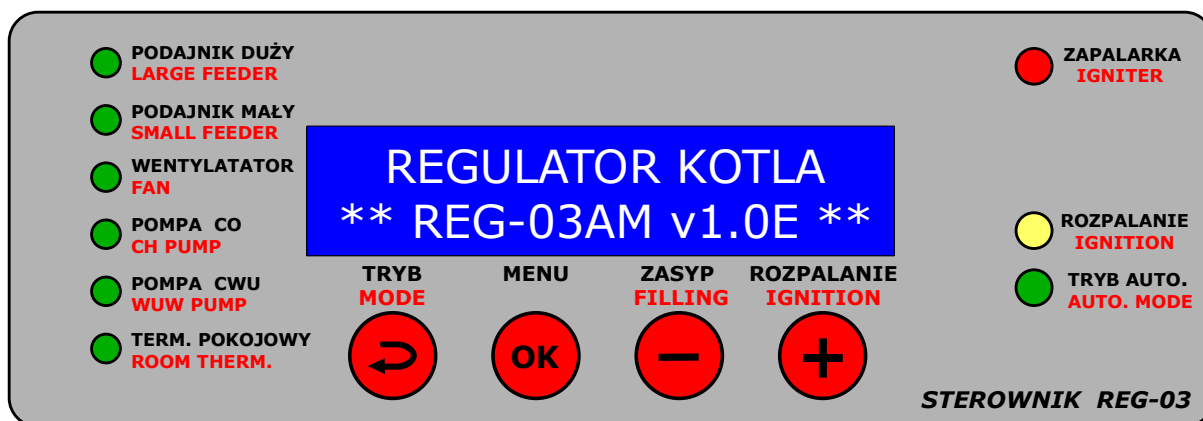 PODAJNIK DUŻY
LARGE FEEDER
PODAJNIK MAŁY
SMALL FEEDER
WENTYLATATOR
FAN
POMPA CO
CH PUMP
POMPA CWU
WUW PUMP
TERM. POKOJOWY
ROOM THERM.
REGULATOR KOTLA
** REG-03AM v1.0E **
TRYB
MODE
MENU
ZASYP
FILLING
ROZPALANIE
IGNITION
OK
−
+
ZAPALARKA
IGNITER
ROZPALANIE
IGNITION
TRYB AUTO.
AUTO. MODE
STEROWNIK REG-03